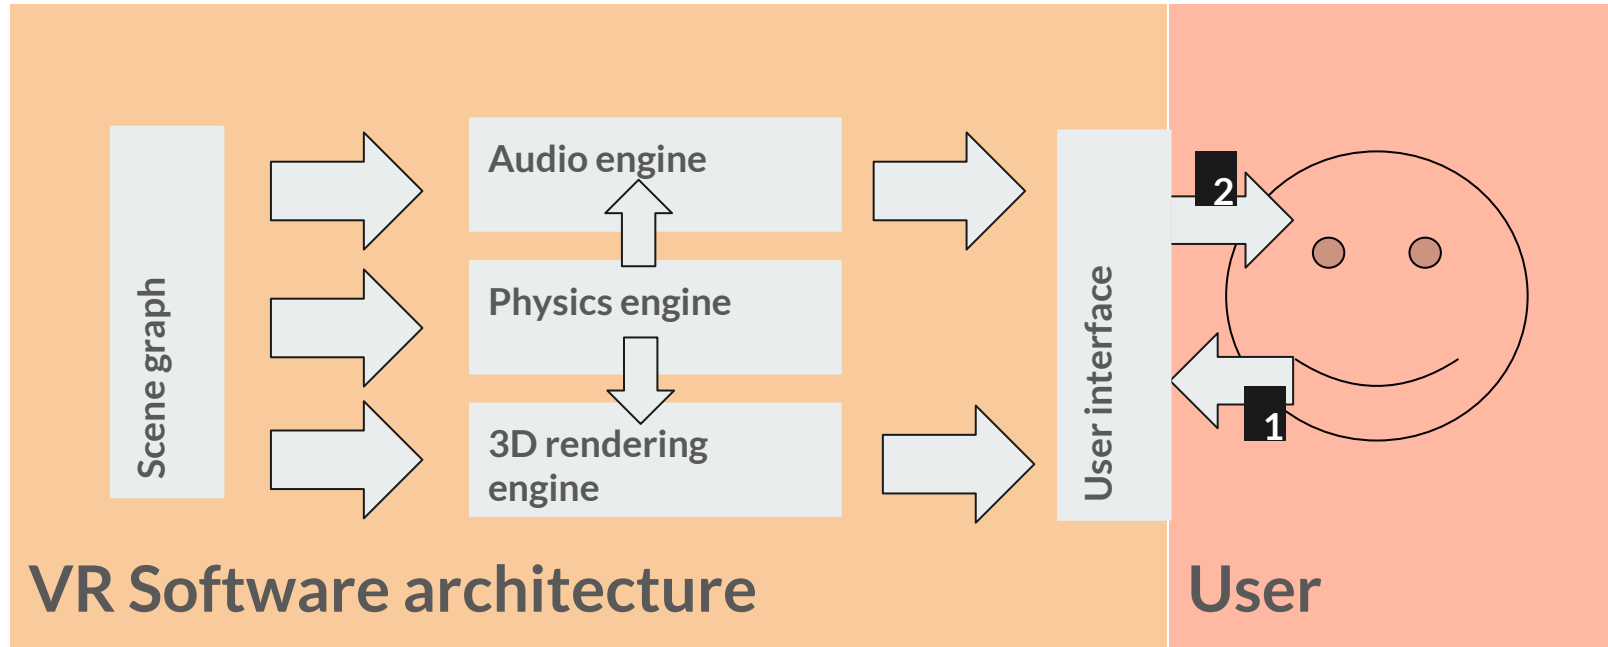 Scene graph
Audio engine
Physics engine
3D rendering
engine
User interface
2
1
VR Software architecture
User